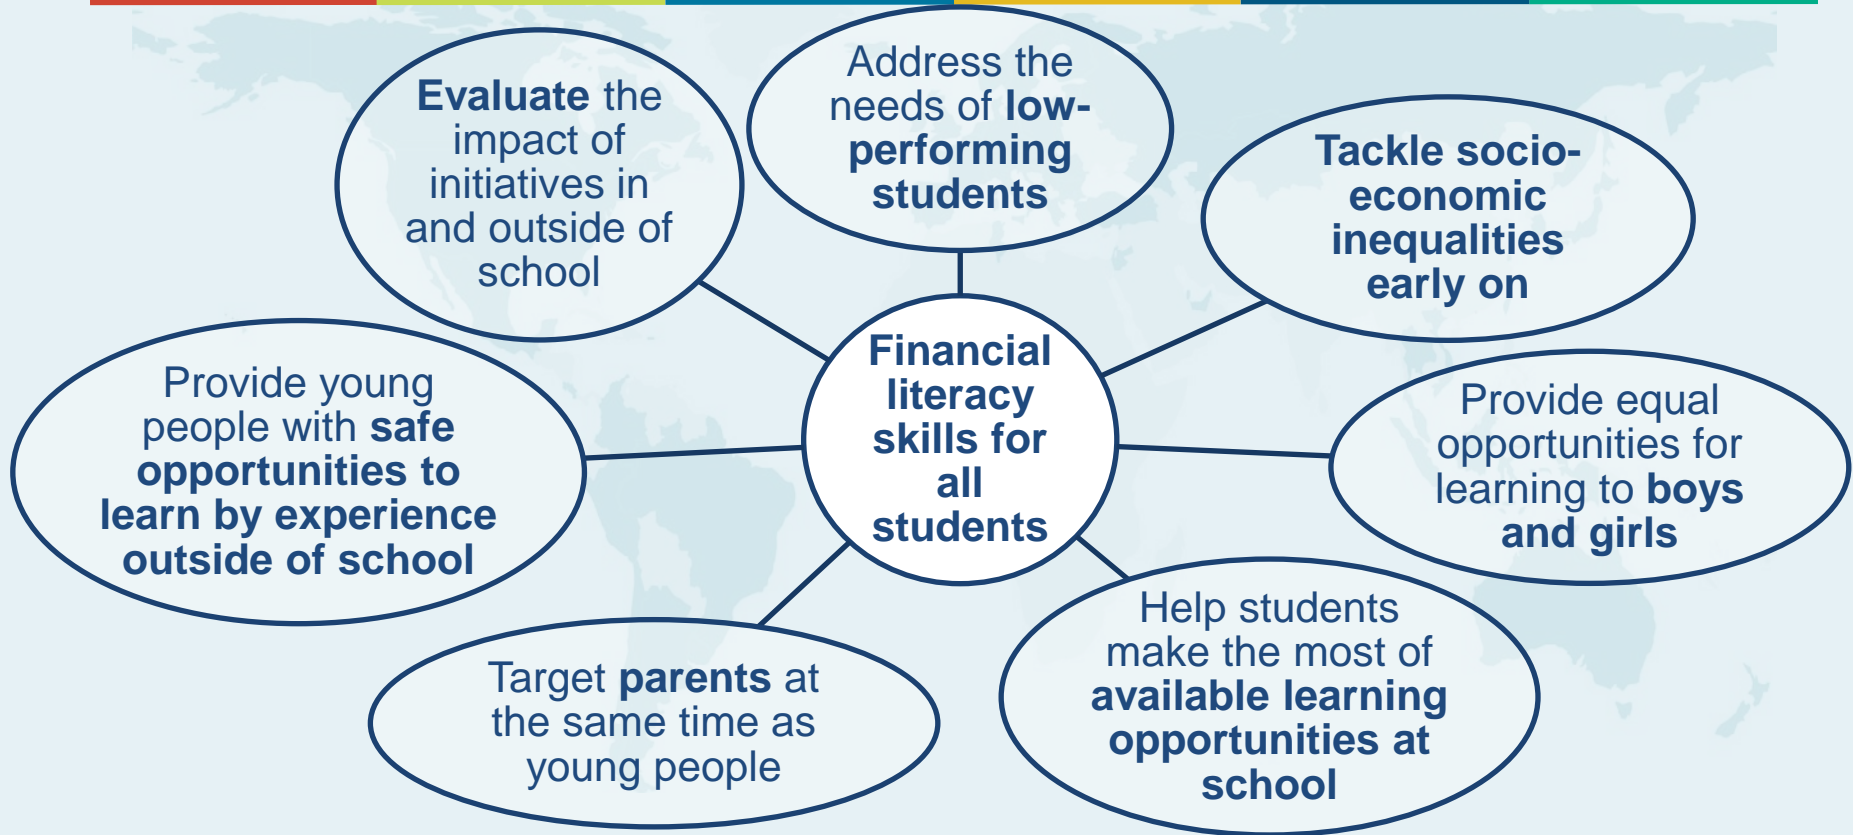 Address the
needs of low-
performing
students
Evaluate the
impact of
initiatives in
and outside of
school
Tackle socio-
economic
inequalities
early on
Financial
literacy
skills for
all
students
Provide young
people with safe
opportunities to
learn by experience
outside of school
Provide equal
opportunities for
learning to boys
and girls
Target parents at
the same time as
young people
Help students
make the most of
available learning
opportunities at
school